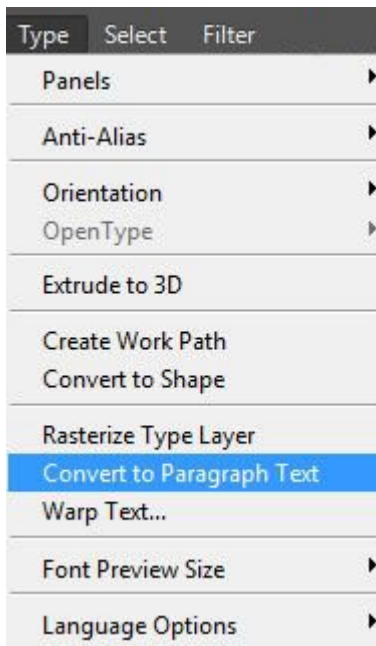 Type Select Filter
Panels
Anti-Alias
Orientation
OpenType
Extrude to 3D
Create Work Path
Convert to Shape
Rasterize Type Layer
Convert to Paragraph Text
Warp Text...
Font Preview Size
Language Options